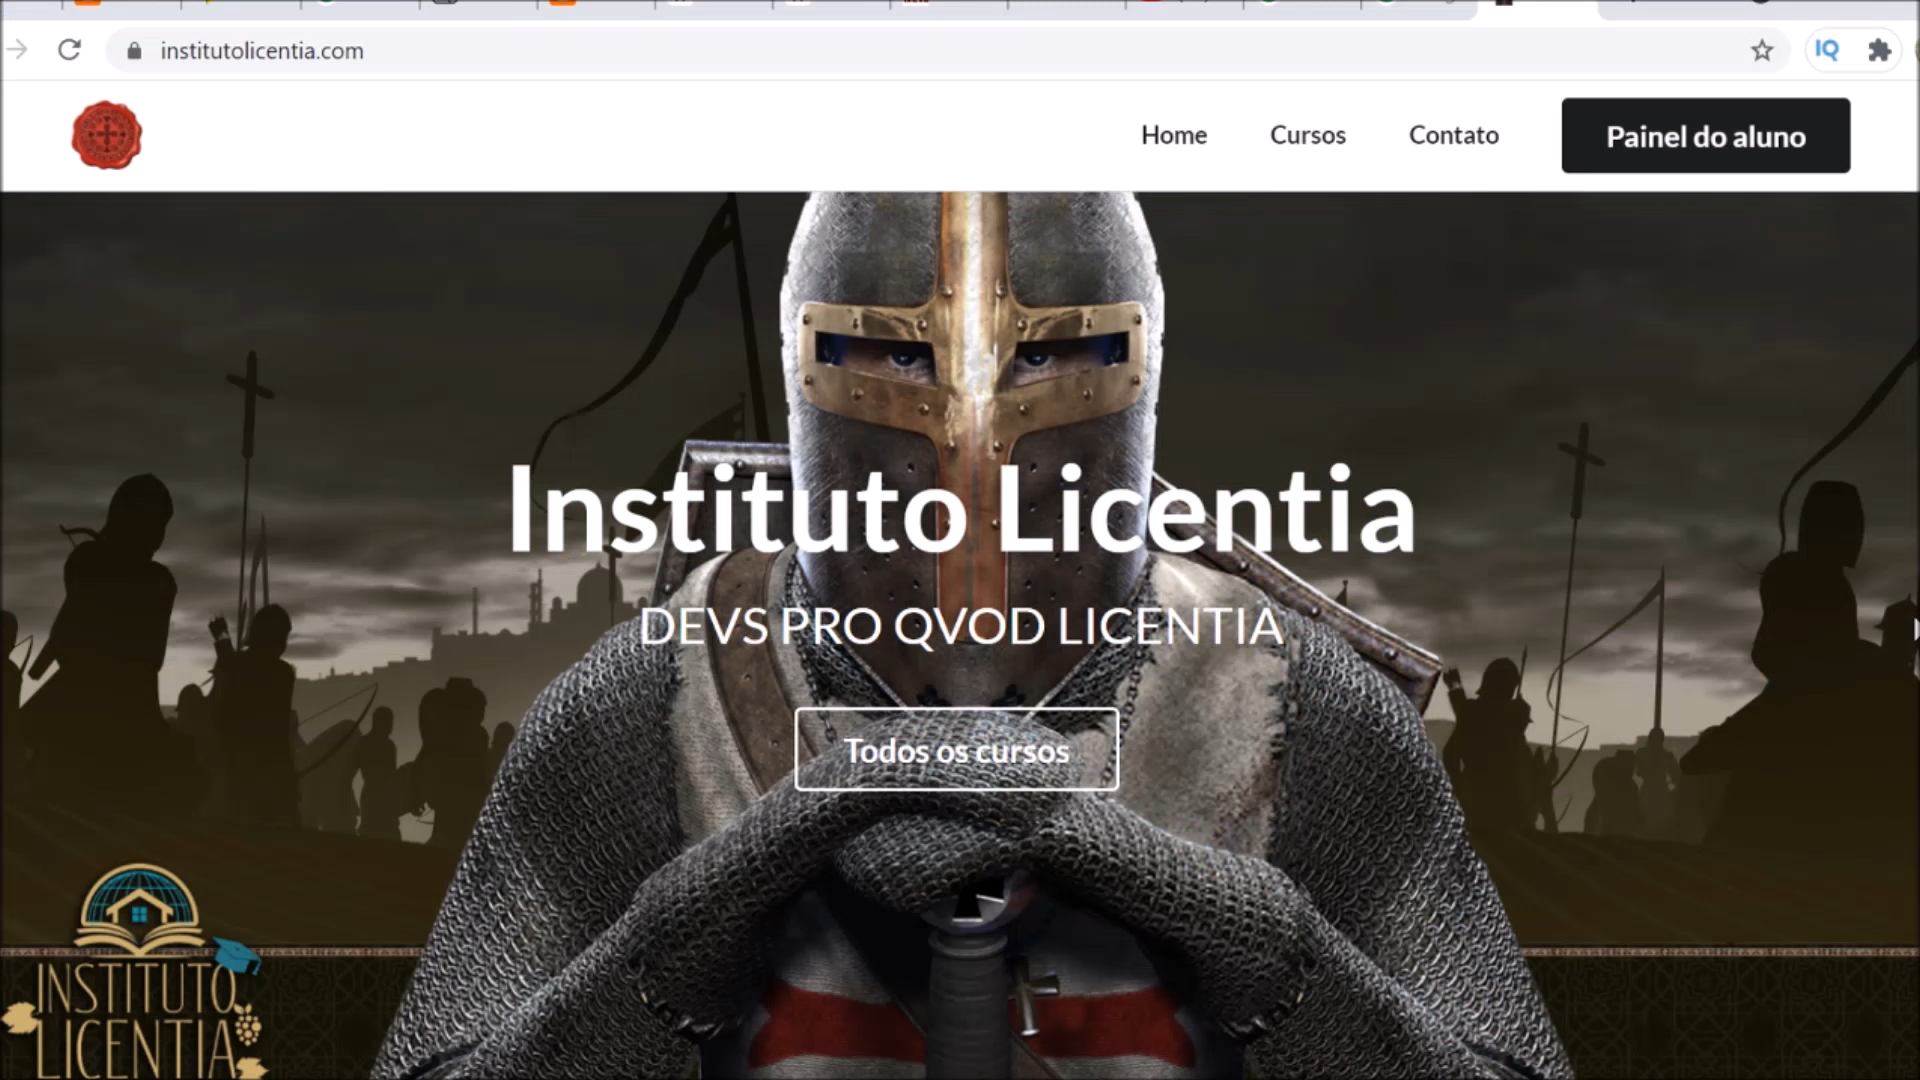 institutolicentia.com
IQ
Home
Cursos
Contato
Painel do aluno
Instituto Licentia
DEVS PRO QVOD LICENTIA
Todos os cursos
INSTITUTO
LICENTIA